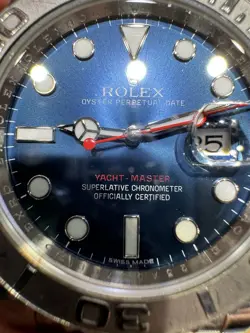 ROLEX
OYSTER PERPETUAL DATE
5
YACHT-MASTER
SUPERLATIVE CHRONOMETER
OFFICIALLY CERTIFIED
SWISS MADE